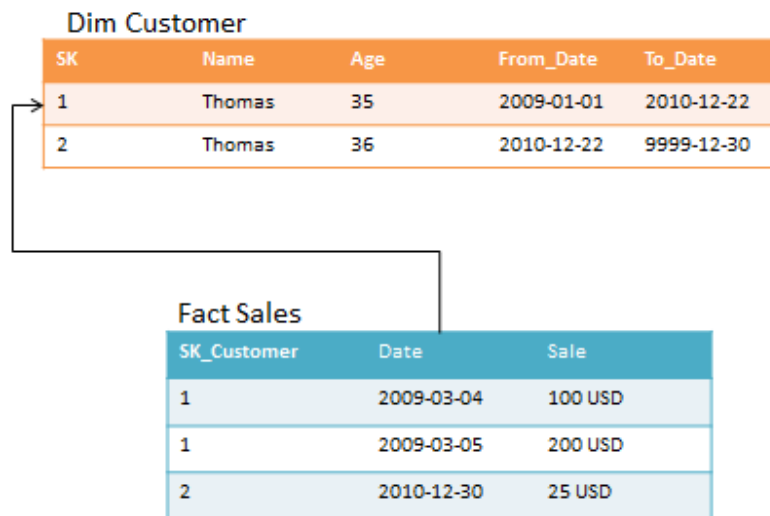 Dim Customer
SK Name Age From_Date To_Date
1 Thomas 35 2009-01-01 2010-12-22
2 Thomas 36 2010-12-22 9999-12-30
Fact Sales
SK_Customer Date Sale
1 2009-03-04 100 USD
1 2009-03-05 200 USD
2 2010-12-30 25 USD